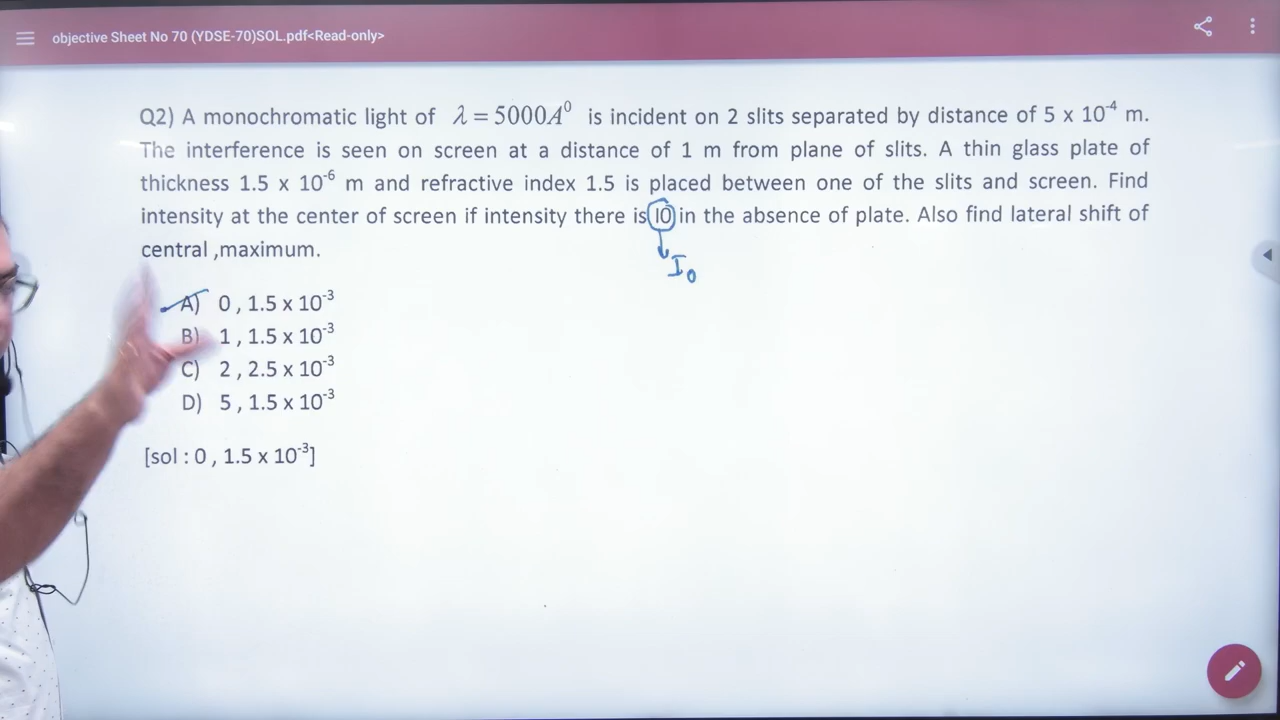 objective Sheet No 70 (YDSE-70)SOL.pdf<Read-only>
Q2) A monochromatic light of λ = 5000A⁰ is incident on 2 slits separated by distance of 5 x 10⁻⁴ m.
The interference is seen on screen at a distance of 1 m from plane of slits. A thin glass plate of
thickness 1.5 x 10⁻⁶ m and refractive index 1.5 is placed between one of the slits and screen. Find
intensity at the center of screen if intensity there is 10 in the absence of plate. Also find lateral shift of
central ,maximum.
I₀
A) 0 , 1.5 x 10⁻³
B) 1 , 1.5 x 10⁻³
C) 2 , 2.5 x 10⁻³
D) 5 , 1.5 x 10⁻³
[sol : 0 , 1.5 x 10⁻³]